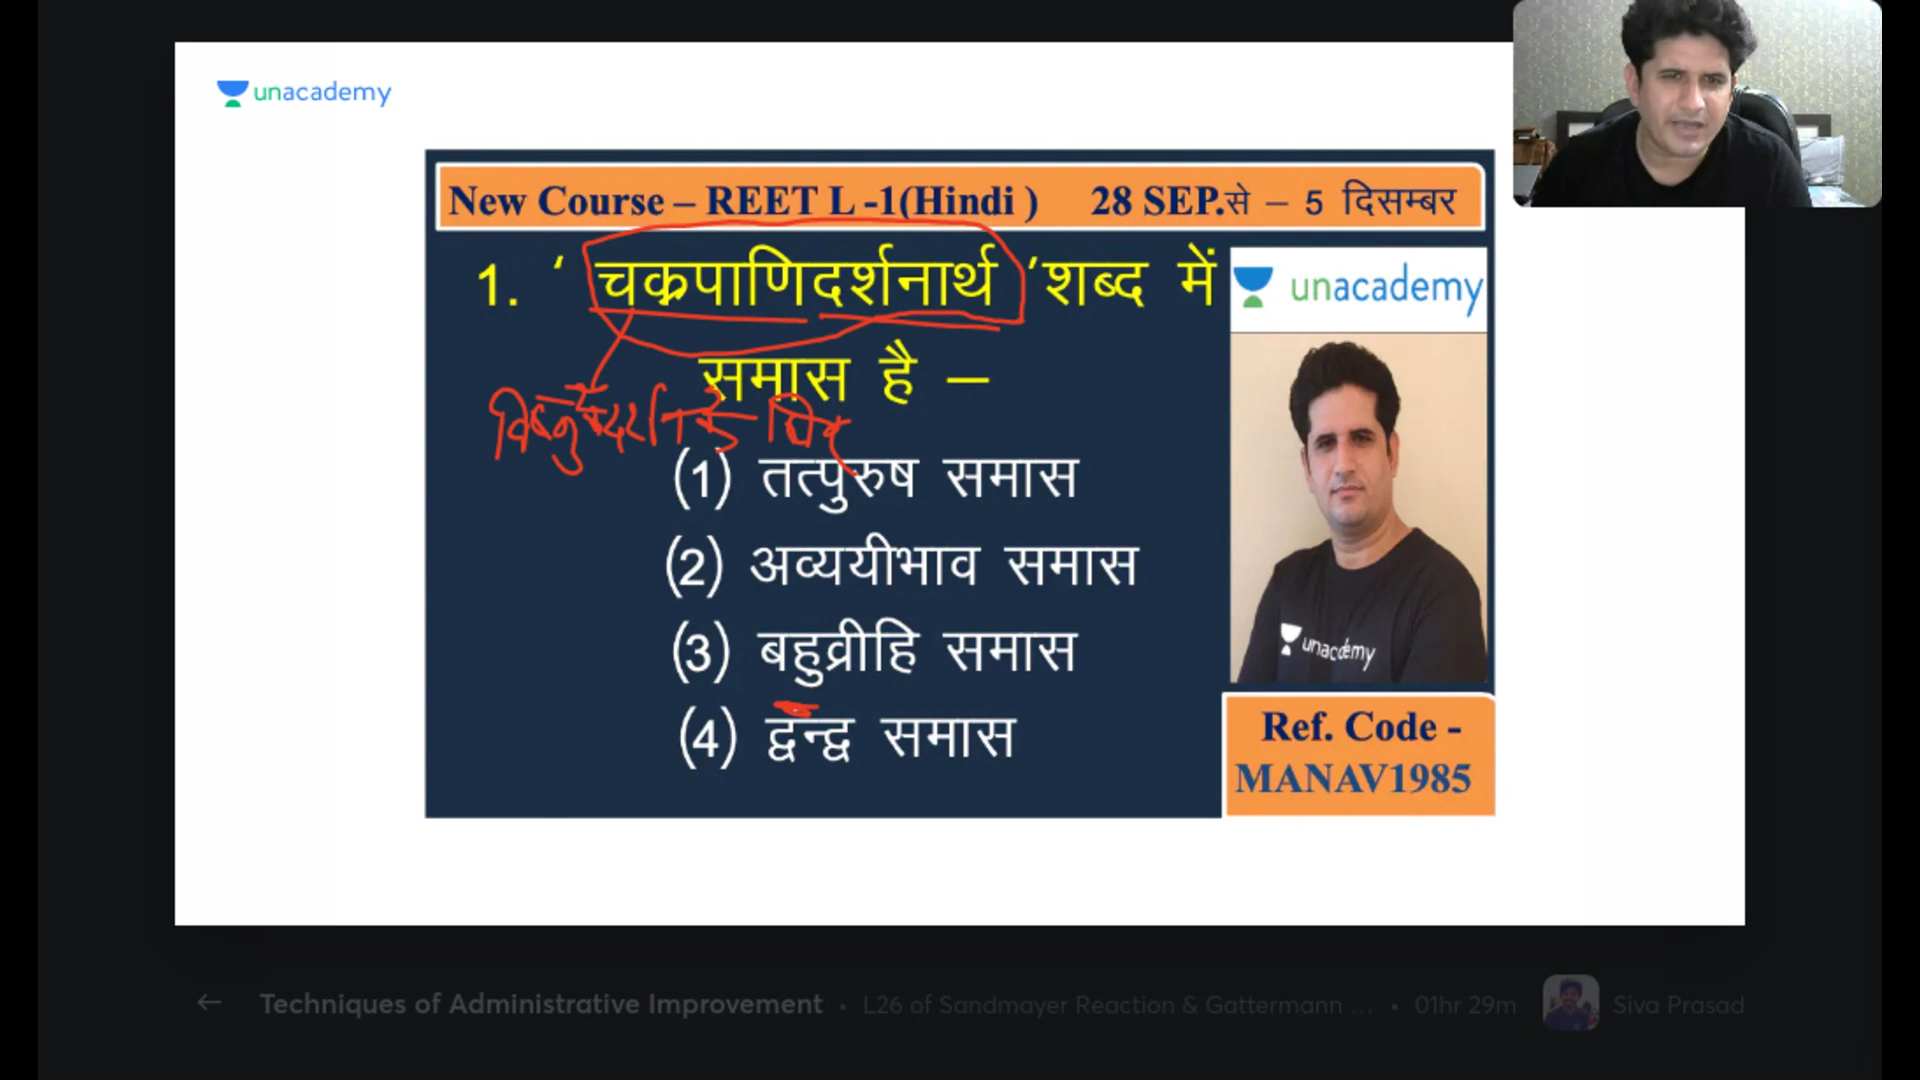 unacademy
New Course – REET L -1(Hindi ) 28 SEP.से – 5 दिसम्बर
1. ‘ चक्रपाणिदर्शनार्थ ’शब्द में
समास है –
(1) तत्पुरुष समास
(2) अव्ययीभाव समास
(3) बहुव्रीहि समास
(4) द्वन्द्व समास
unacademy
unacademy
Ref. Code -
MANAV1985
Techniques of Administrative Improvement • L26 of Sandmayer Reaction & Gattermann ... • 01hr 29m Siva Prasad